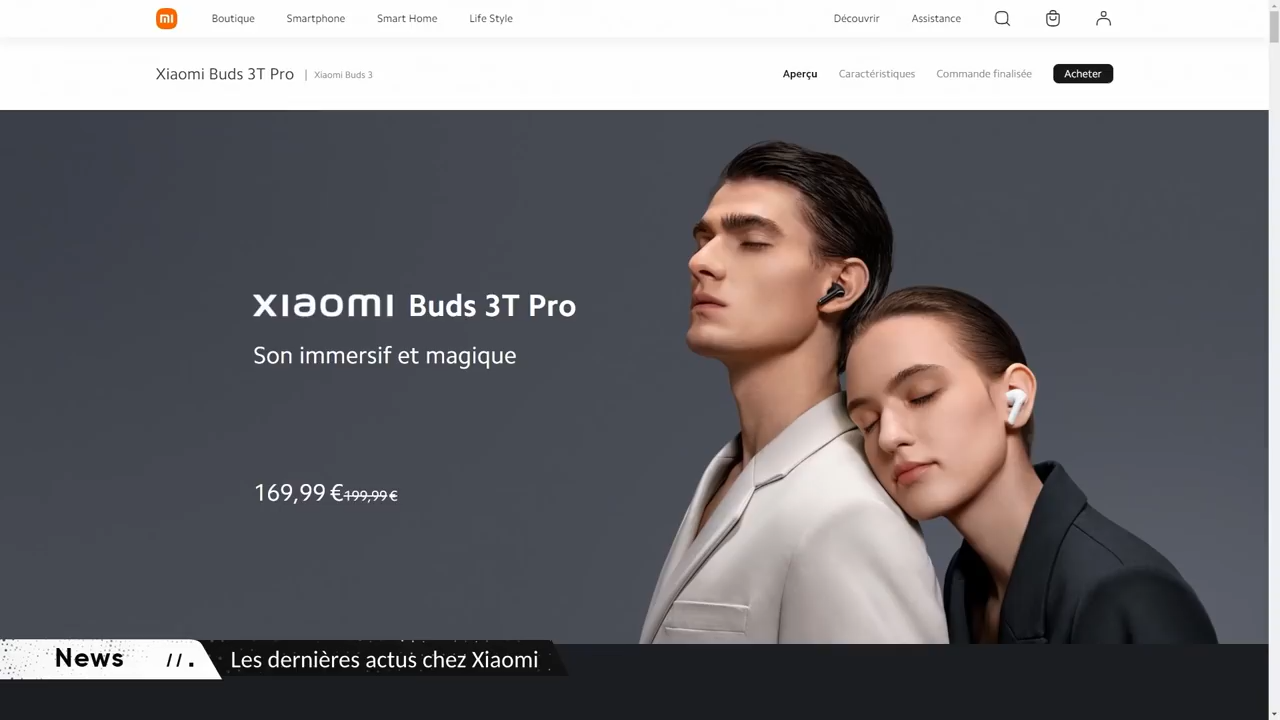 mi
Boutique
Smartphone
Smart Home
Life Style
Découvrir
Assistance
Xiaomi Buds 3T Pro | Xiaomi Buds 3
Aperçu
Caractéristiques
Commande finalisée
Acheter
xiaomi Buds 3T Pro
Son immersif et magique
169,99 € 199,99 €
News //.
Les dernières actus chez Xiaomi